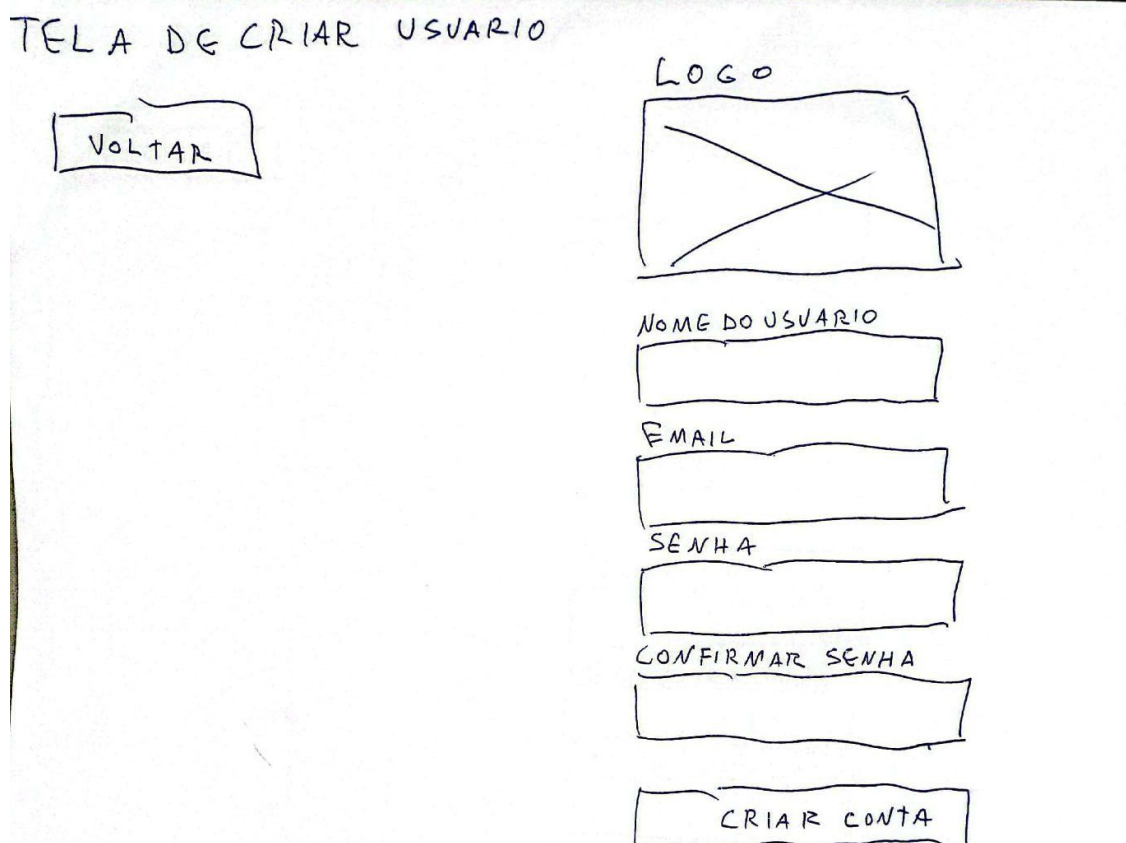 TELA DE CRIAR USUARIO
VOLTAR
LOGO
NOME DO USUARIO
EMAIL
SENHA
CONFIRMAR SENHA
CRIAR CONTA